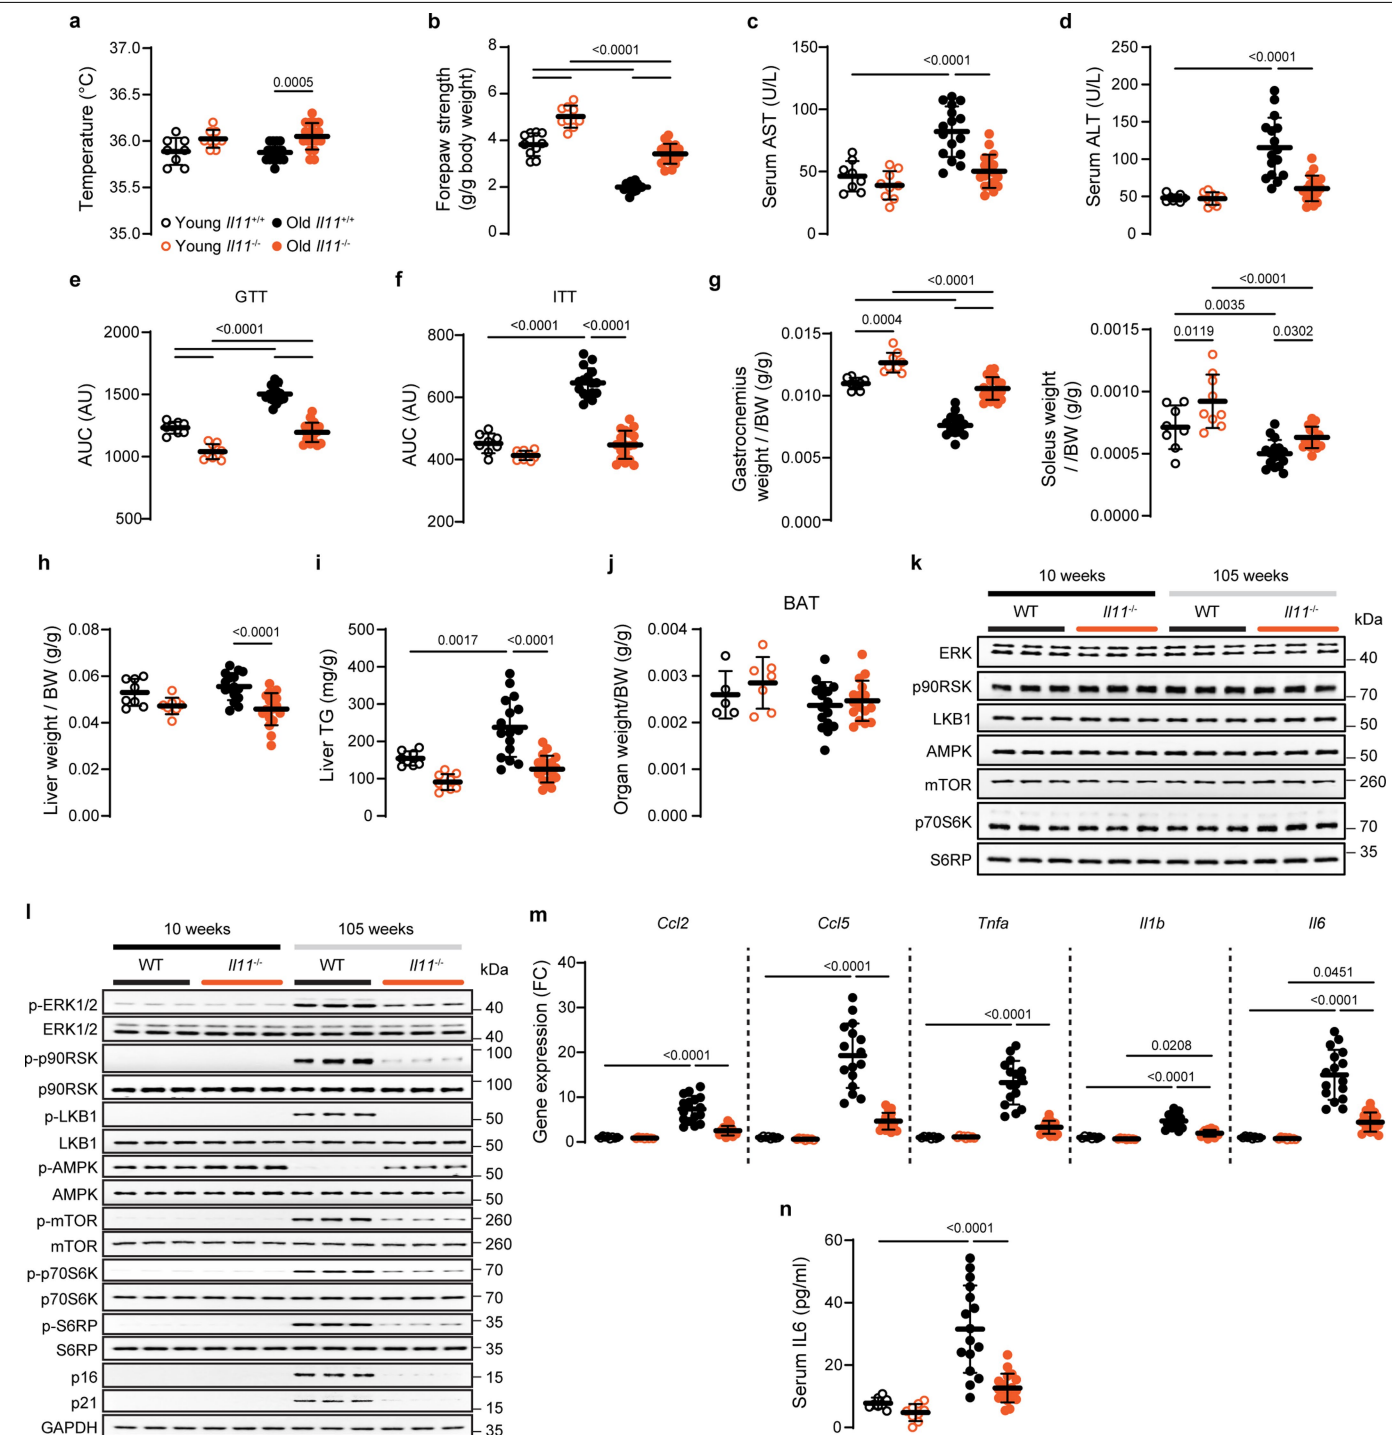 a
Temperature (°C)
37.0
36.5
36.0
35.5
35.0
0.0005
Young Il11+/+
Old Il11+/+
Young Il11-/-
Old Il11-/-
b
Forepaw strength
(g/g body weight)
8
6
4
2
0
<0.0001
c
Serum AST (U/L)
150
100
50
0
<0.0001
d
Serum ALT (U/L)
250
200
150
100
50
0
<0.0001
e
GTT
AUC (AU)
2000
1500
1000
500
<0.0001
f
ITT
AUC (AU)
800
600
400
200
<0.0001
<0.0001
g
Gastrocnemius
weight / /BW (g/g)
0.015
0.010
0.005
0.000
<0.0001
0.0004
Soleus weight
/ /BW (g/g)
0.0015
0.0010
0.0005
0.0000
<0.0001
0.0035
0.0119
0.0302
h
Liver weight / BW (g/g)
0.08
0.06
0.04
0.02
0.00
<0.0001
i
Liver TG (mg/g)
500
400
300
200
100
0
0.0017
<0.0001
j
BAT
Organ weight/BW (g/g)
0.004
0.003
0.002
0.001
0.000
k
10 weeks
105 weeks
WT
Il11-/-
WT
Il11-/-
kDa
ERK
40
p90RSK
70
LKB1
50
AMPK
50
mTOR
260
p70S6K
70
S6RP
35
l
10 weeks
105 weeks
WT
Il11-/-
WT
Il11-/-
kDa
p-ERK1/2
40
ERK1/2
40
p-p90RSK
100
p90RSK
100
p-LKB1
50
LKB1
50
p-AMPK
50
AMPK
50
p-mTOR
260
mTOR
260
p-p70S6K
70
p70S6K
70
p-S6RP
35
S6RP
35
p16
15
p21
15
GAPDH
35
m
Ccl2
Ccl5
Tnfa
Il1b
Il6
Gene expression (FC)
40
30
20
10
0
<0.0001
<0.0001
<0.0001
0.0208
<0.0001
0.0451
<0.0001
n
Serum IL6 (pg/ml)
60
40
20
0
<0.0001